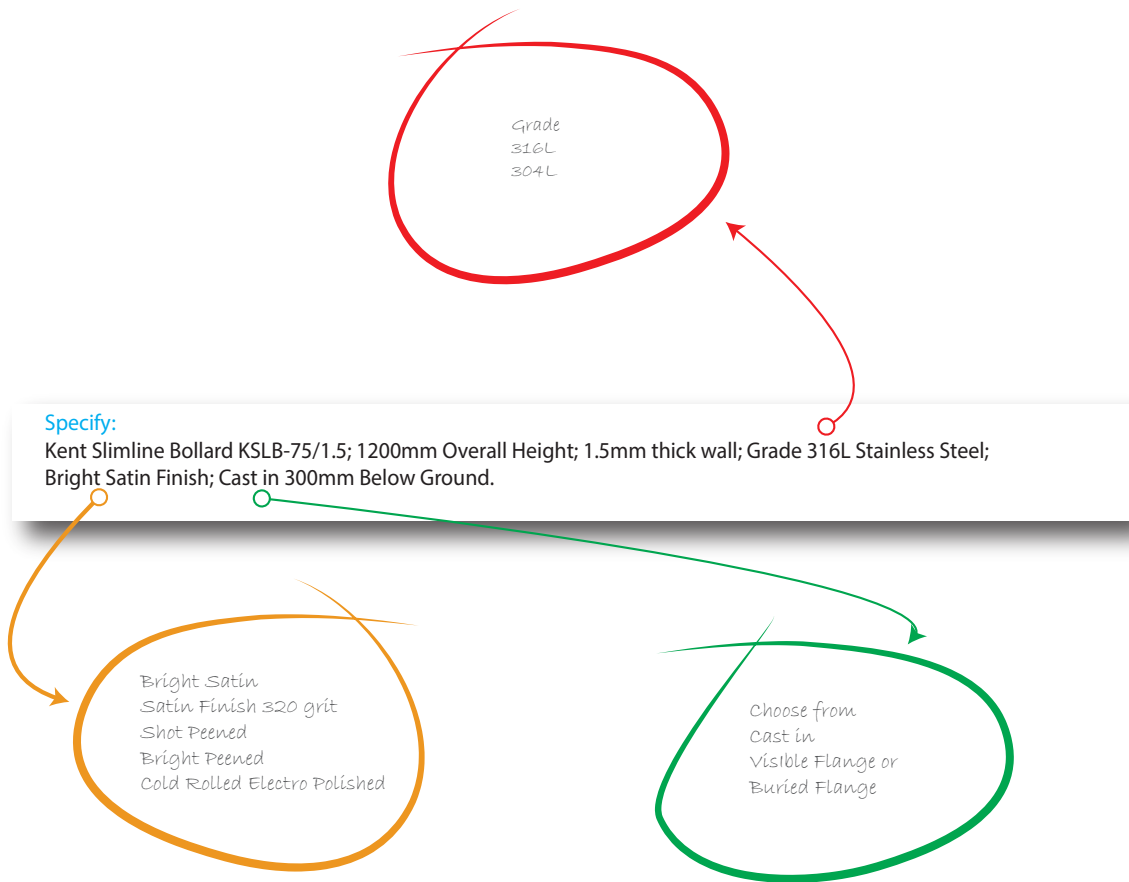 Grade
316L
304L
Specify:
Kent Slimline Bollard KSLB-75/1.5; 1200mm Overall Height; 1.5mm thick wall; Grade 316L Stainless Steel;
Bright Satin Finish; Cast in 300mm Below Ground.
Bright Satin
Satin Finish 320 grit
Shot Peened
Bright Peened
Cold Rolled Electro Polished
Choose from
Cast in
VisIble Flange or
Buried Flange